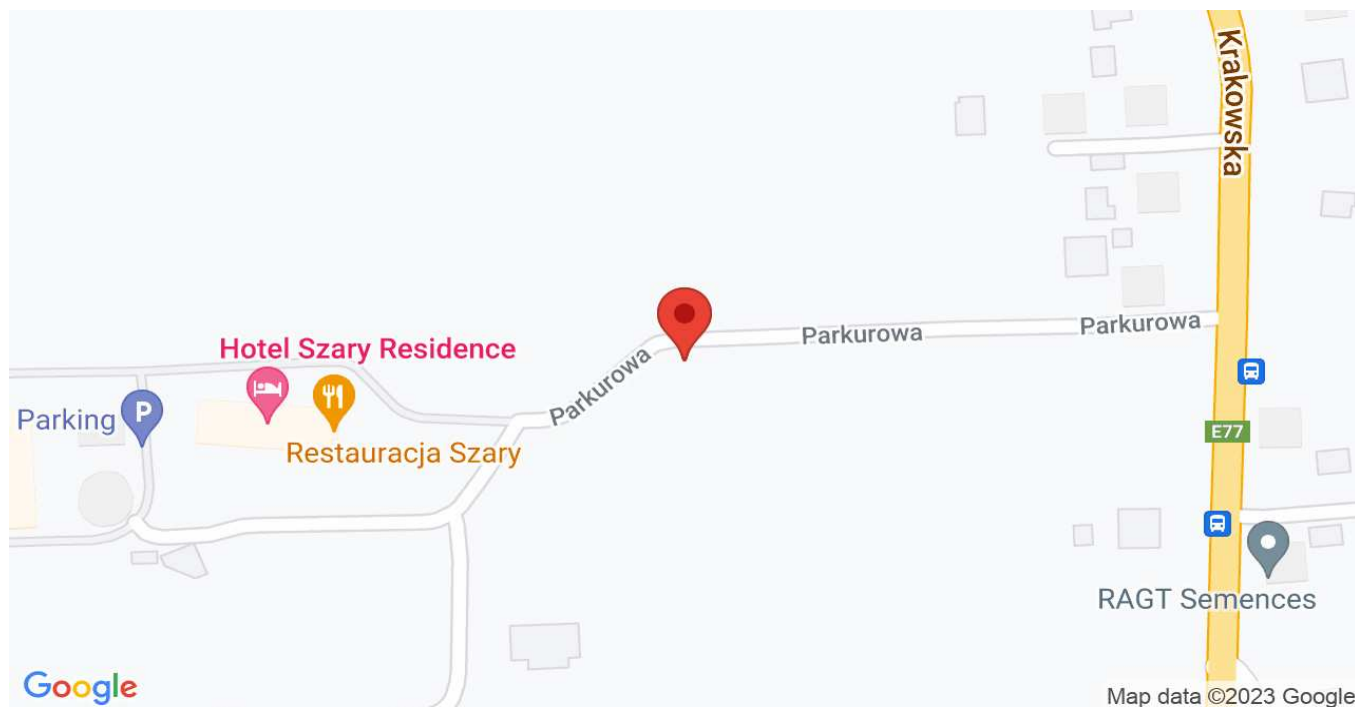 Krakowska
Parkurowa
Parkurowa
Hotel Szary Residence
Parkurowa
Parking
P
Restauracja Szary
E77
RAGT Semences
Google
Map data ©2023 Google